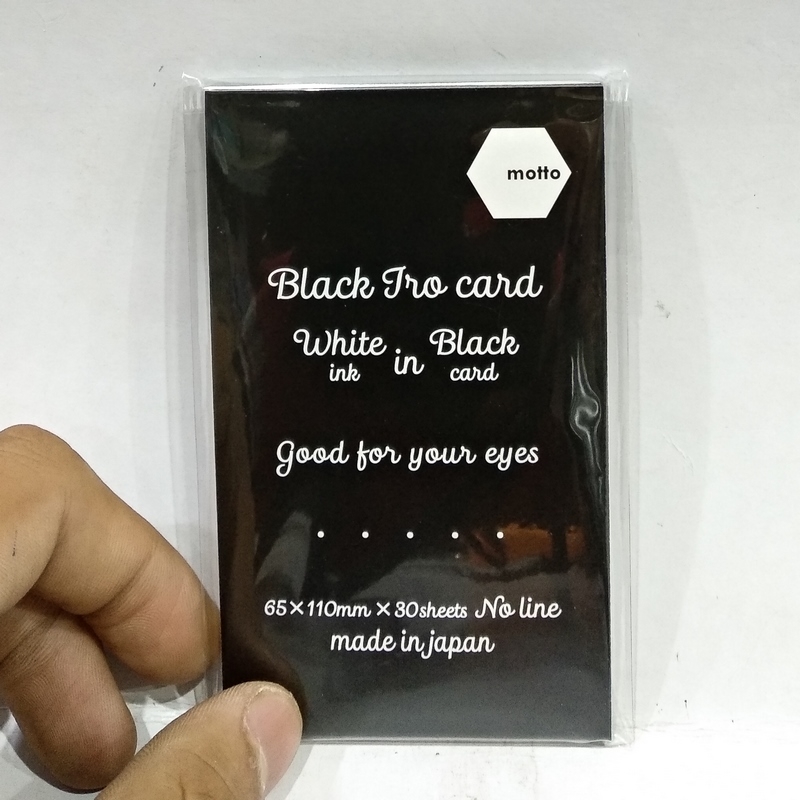 motto
Black Iro card
White in Black
ink card
Good for your eyes
65×110mm×30sheets No line
made in japan